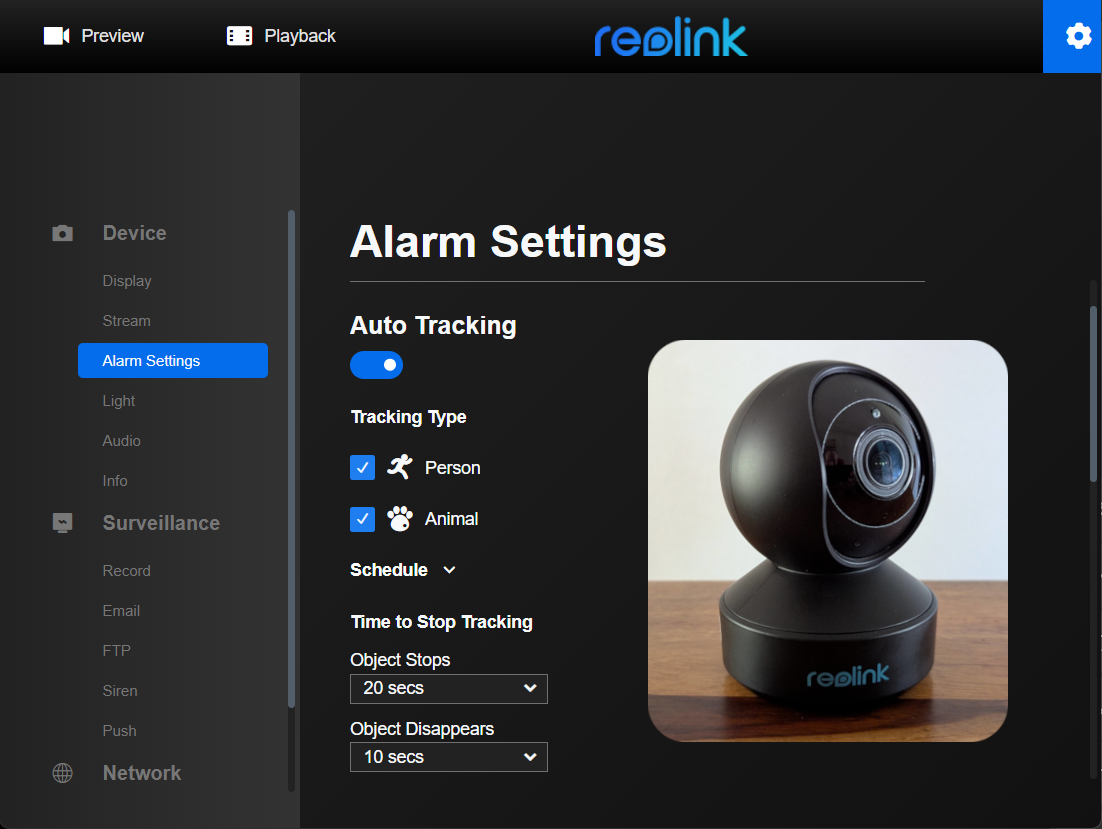 Preview
Playback
reolink
Device
Display
Stream
Alarm Settings
Light
Audio
Info
Surveillance
Record
Email
FTP
Siren
Push
Network
Alarm Settings
Auto Tracking
Tracking Type
Person
Animal
Schedule
Time to Stop Tracking
Object Stops
20 secs
Object Disappears
10 secs
reolink